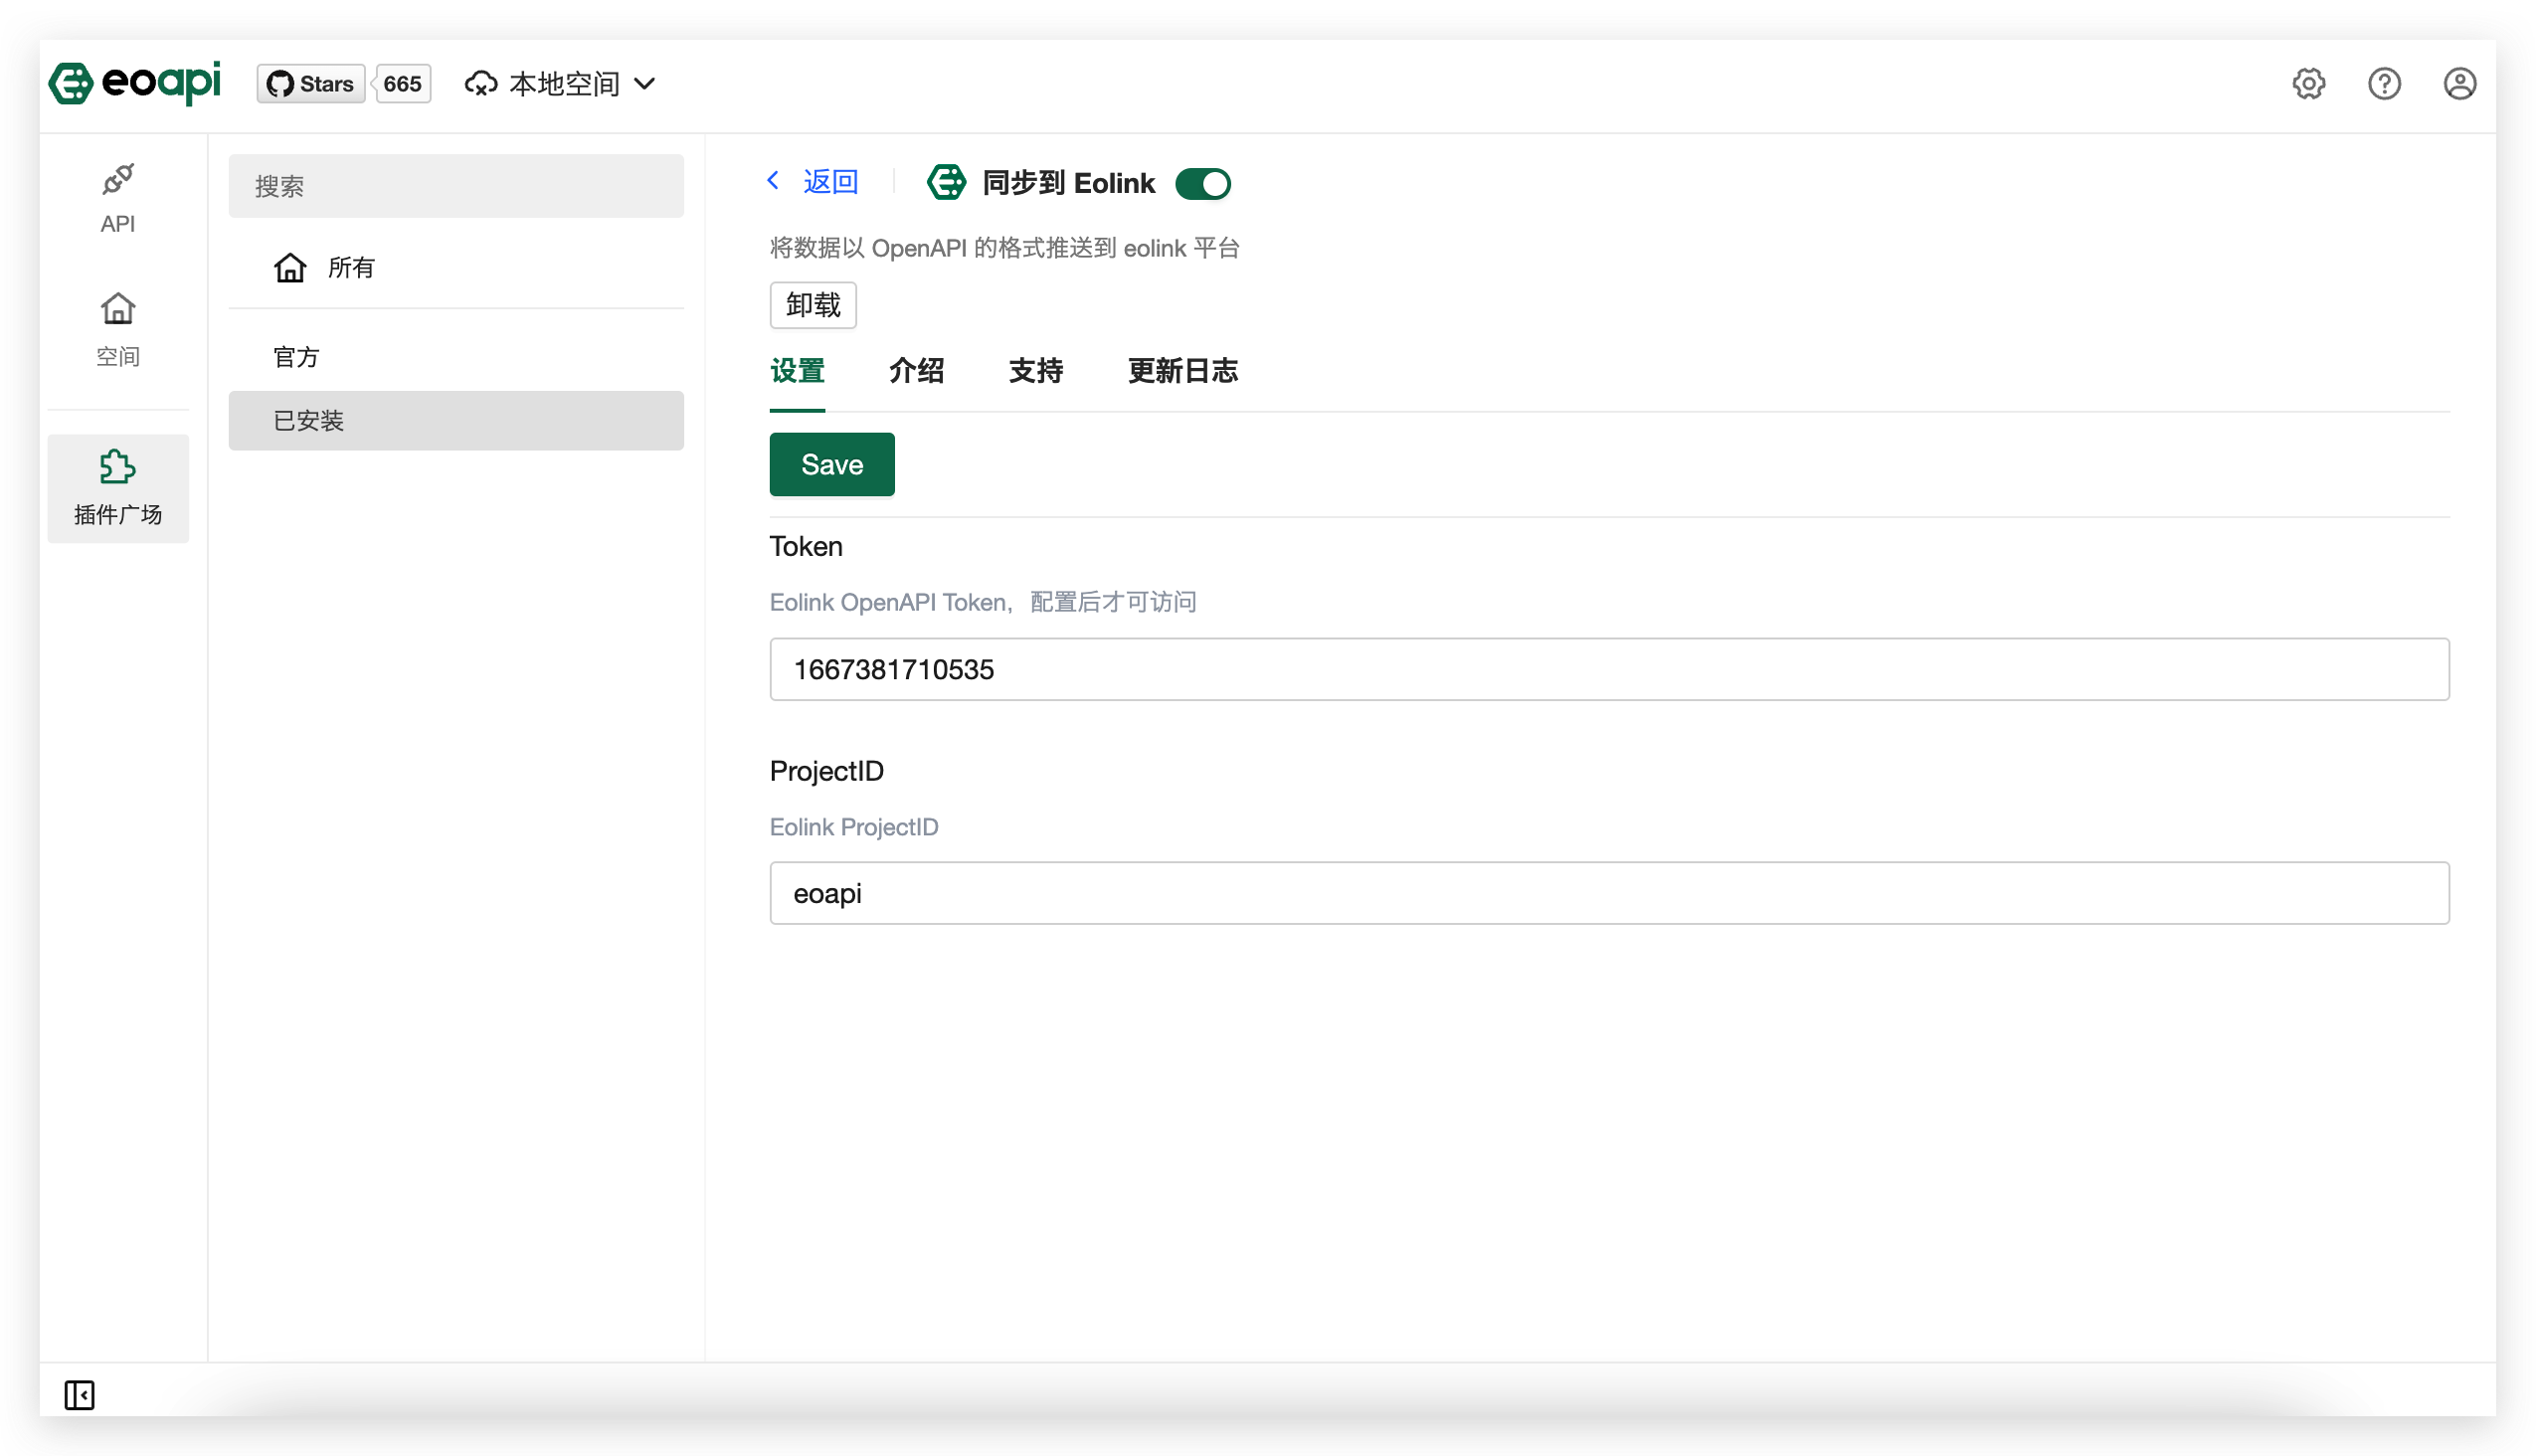 eoapi
Stars 665 本地空间
API
空间
插件广场
搜索
所有
官方
已安装
返回 同步到 Eolink
将数据以 OpenAPI 的格式推送到 eolink 平台
卸载
设置 介绍 支持 更新日志
Save
Token
Eolink OpenAPI Token，配置后才可访问
1667381710535
ProjectID
Eolink ProjectID
eoapi